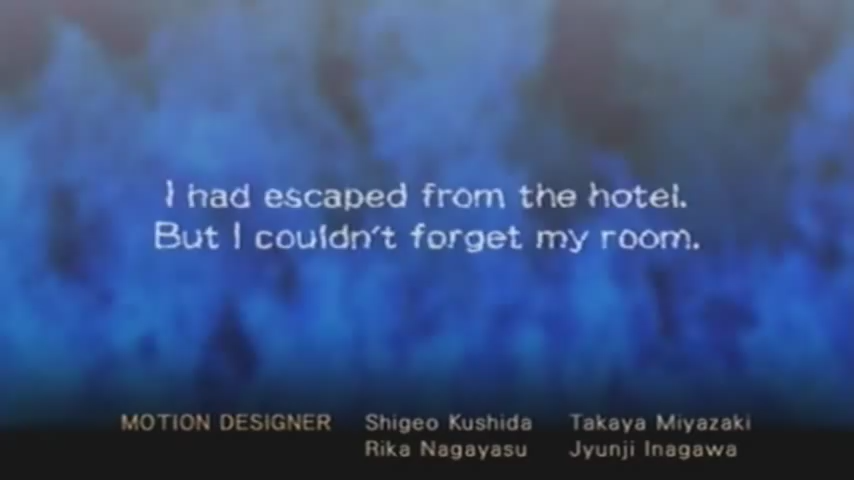 I had escaped from the hotel.
But I couldn't forget my room.
MOTION DESIGNER Shigeo Kushida Takaya Miyazaki
Rika Nagayasu Jyunji Inagawa